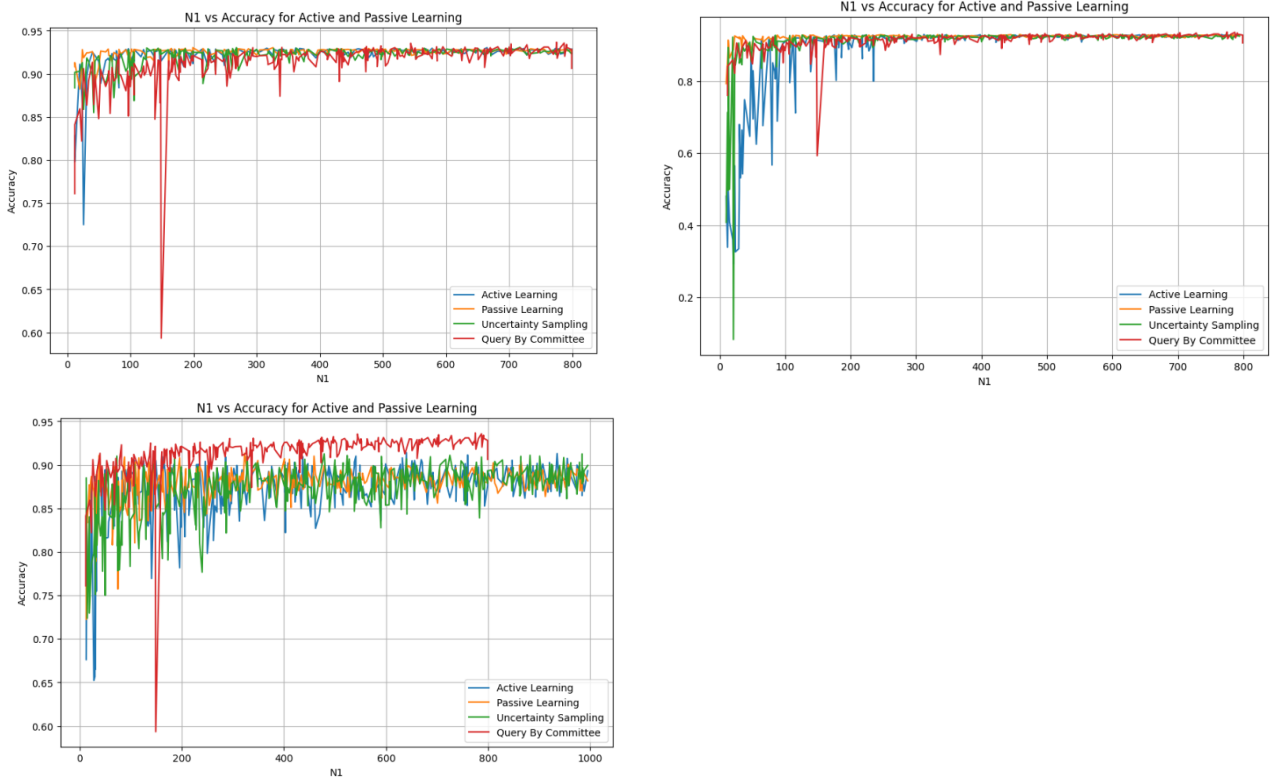 N1 vs Accuracy for Active and Passive Learning
0.95
0.90
0.85
0.80
0.75
0.70
0.65
0.60
Accuracy
0 100 200 300 400 500 600 700 800
N1
Active Learning
Passive Learning
Uncertainty Sampling
Query By Committee
N1 vs Accuracy for Active and Passive Learning
0.8
0.6
0.4
0.2
Accuracy
0 100 200 300 400 500 600 700 800
N1
Active Learning
Passive Learning
Uncertainty Sampling
Query By Committee
N1 vs Accuracy for Active and Passive Learning
0.95
0.90
0.85
0.80
0.75
0.70
0.65
0.60
Accuracy
0 200 400 600 800 1000
N1
Active Learning
Passive Learning
Uncertainty Sampling
Query By Committee